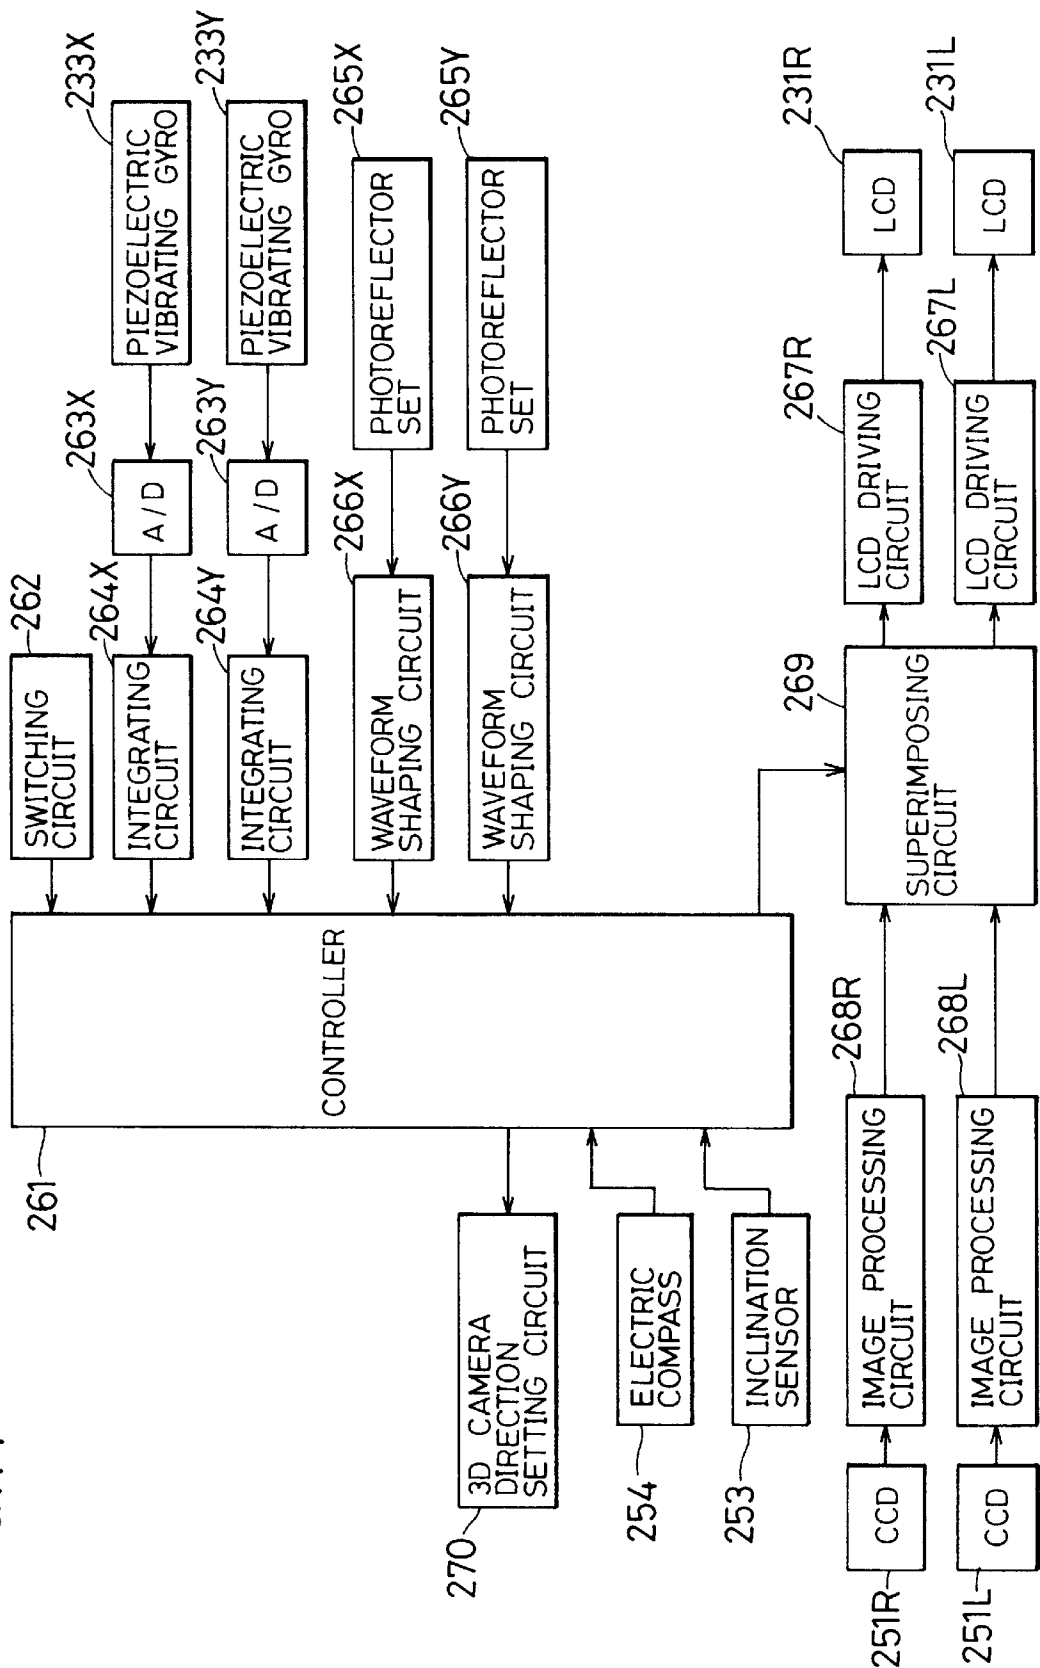 262
SWITCHING
CIRCUIT
264X
INTEGRATING
CIRCUIT
263X
A/D
233X
PIEZOELECTRIC
VIBRATING GYRO
264Y
INTEGRATING
CIRCUIT
263Y
A/D
233Y
PIEZOELECTRIC
VIBRATING GYRO
266X
WAVEFORM
SHAPING CIRCUIT
265X
PHOTOREFLECTOR
SET
266Y
WAVEFORM
SHAPING CIRCUIT
265Y
PHOTOREFLECTOR
SET
261
CONTROLLER
270
3D CAMERA
DIRECTION
SETTING CIRCUIT
254
ELECTRIC
COMPASS
253
INCLINATION
SENSOR
251R
CCD
268R
IMAGE PROCESSING
CIRCUIT
251L
CCD
268L
IMAGE PROCESSING
CIRCUIT
269
SUPERIMPOSING
CIRCUIT
267R
LCD DRIVING
CIRCUIT
231R
LCD
267L
LCD DRIVING
CIRCUIT
231L
LCD